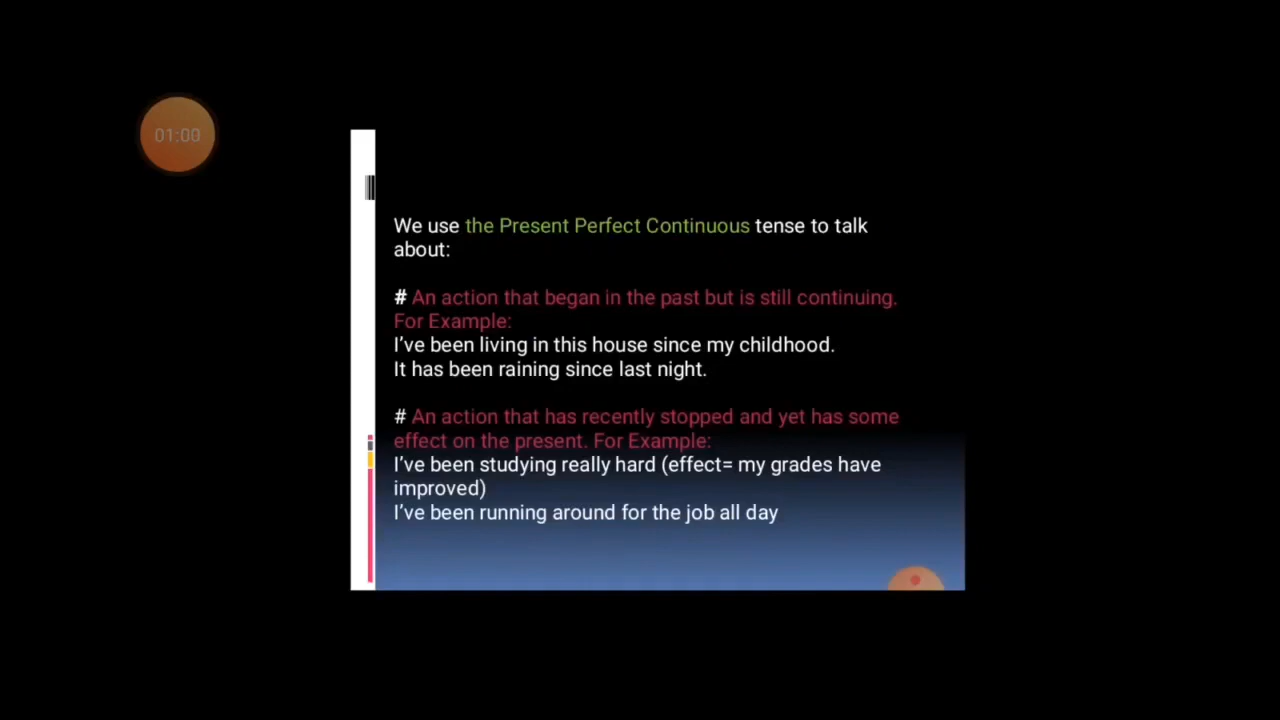 01:00
We use the Present Perfect Continuous tense to talk
about:
# An action that began in the past but is still continuing.
For Example:
I've been living in this house since my childhood.
It has been raining since last night.
# An action that has recently stopped and yet has some
effect on the present. For Example:
I've been studying really hard (effect= my grades have
improved)
I've been running around for the job all day